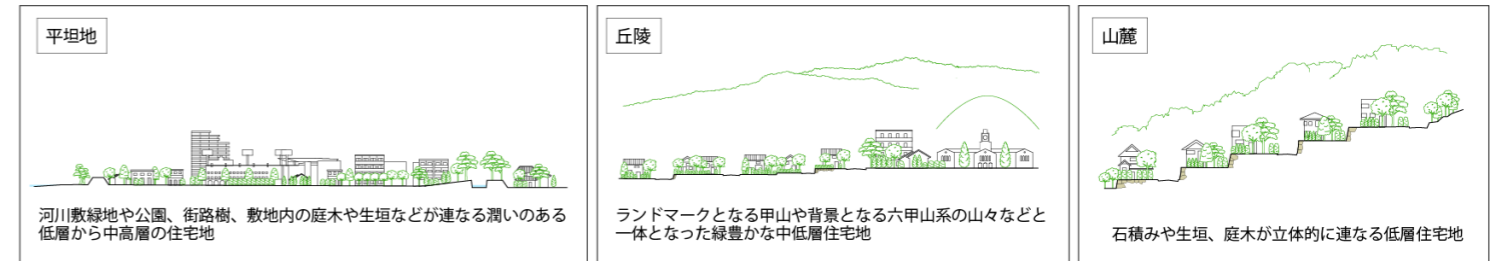 平坦地
河川敷緑地や公園、街路樹、敷地内の庭木や生垣などが連なる潤いのある
低層から中高層の住宅地
丘陵
ランドマークとなる甲山や背景となる六甲山系の山々などと
一体となった緑豊かな中低層住宅地
山麓
石積みや生垣、庭木が立体的に連なる低層住宅地